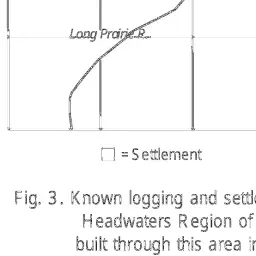 Long Prairie R.
= Settlement
Fig. 3. Known logging and settl
Headwaters Region of
built through this area i